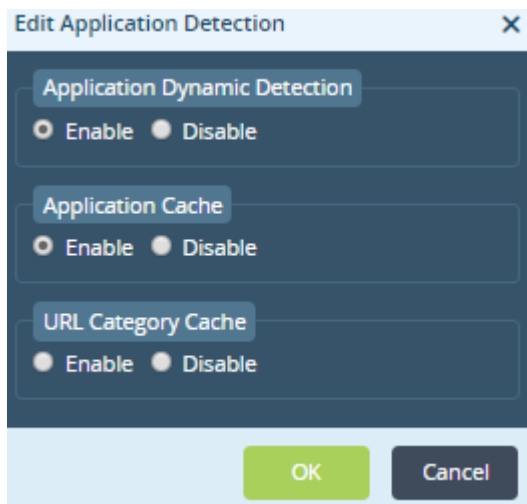 Edit Application Detection
Application Dynamic Detection
Enable Disable
Application Cache
Enable Disable
URL Category Cache
Enable Disable
OK Cancel